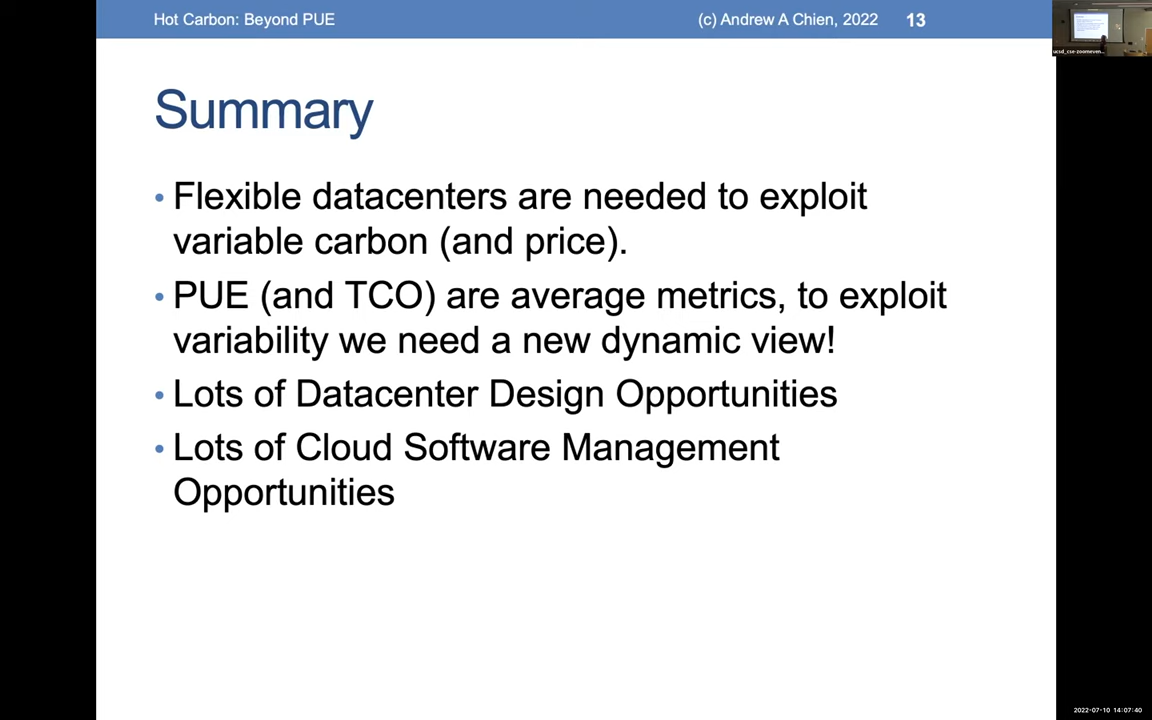 Hot Carbon: Beyond PUE
(c) Andrew A Chien, 2022
13
Summary
• Flexible datacenters are needed to exploit
variable carbon (and price).
• PUE (and TCO) are average metrics, to exploit
variability we need a new dynamic view!
• Lots of Datacenter Design Opportunities
• Lots of Cloud Software Management
Opportunities
2022-07-10 14:07:40